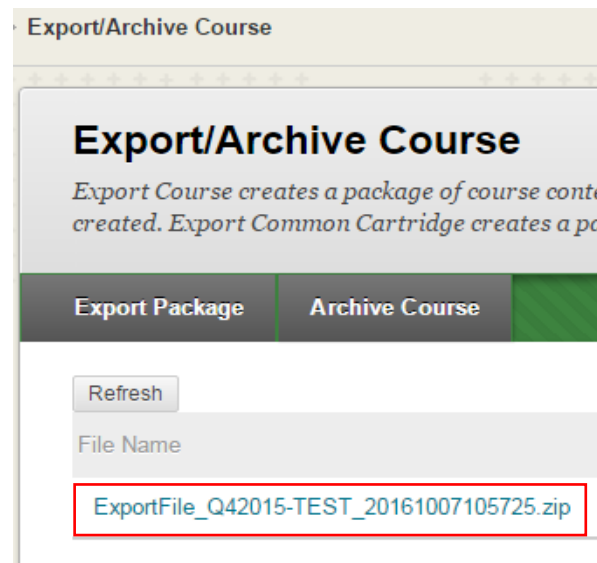 Export/Archive Course
Export/Archive Course
Export Course creates a package of course
created. Export Common Cartridge creates a
Export Package Archive Course
Refresh
File Name
ExportFile_Q42015-TEST_20161007105725.zip